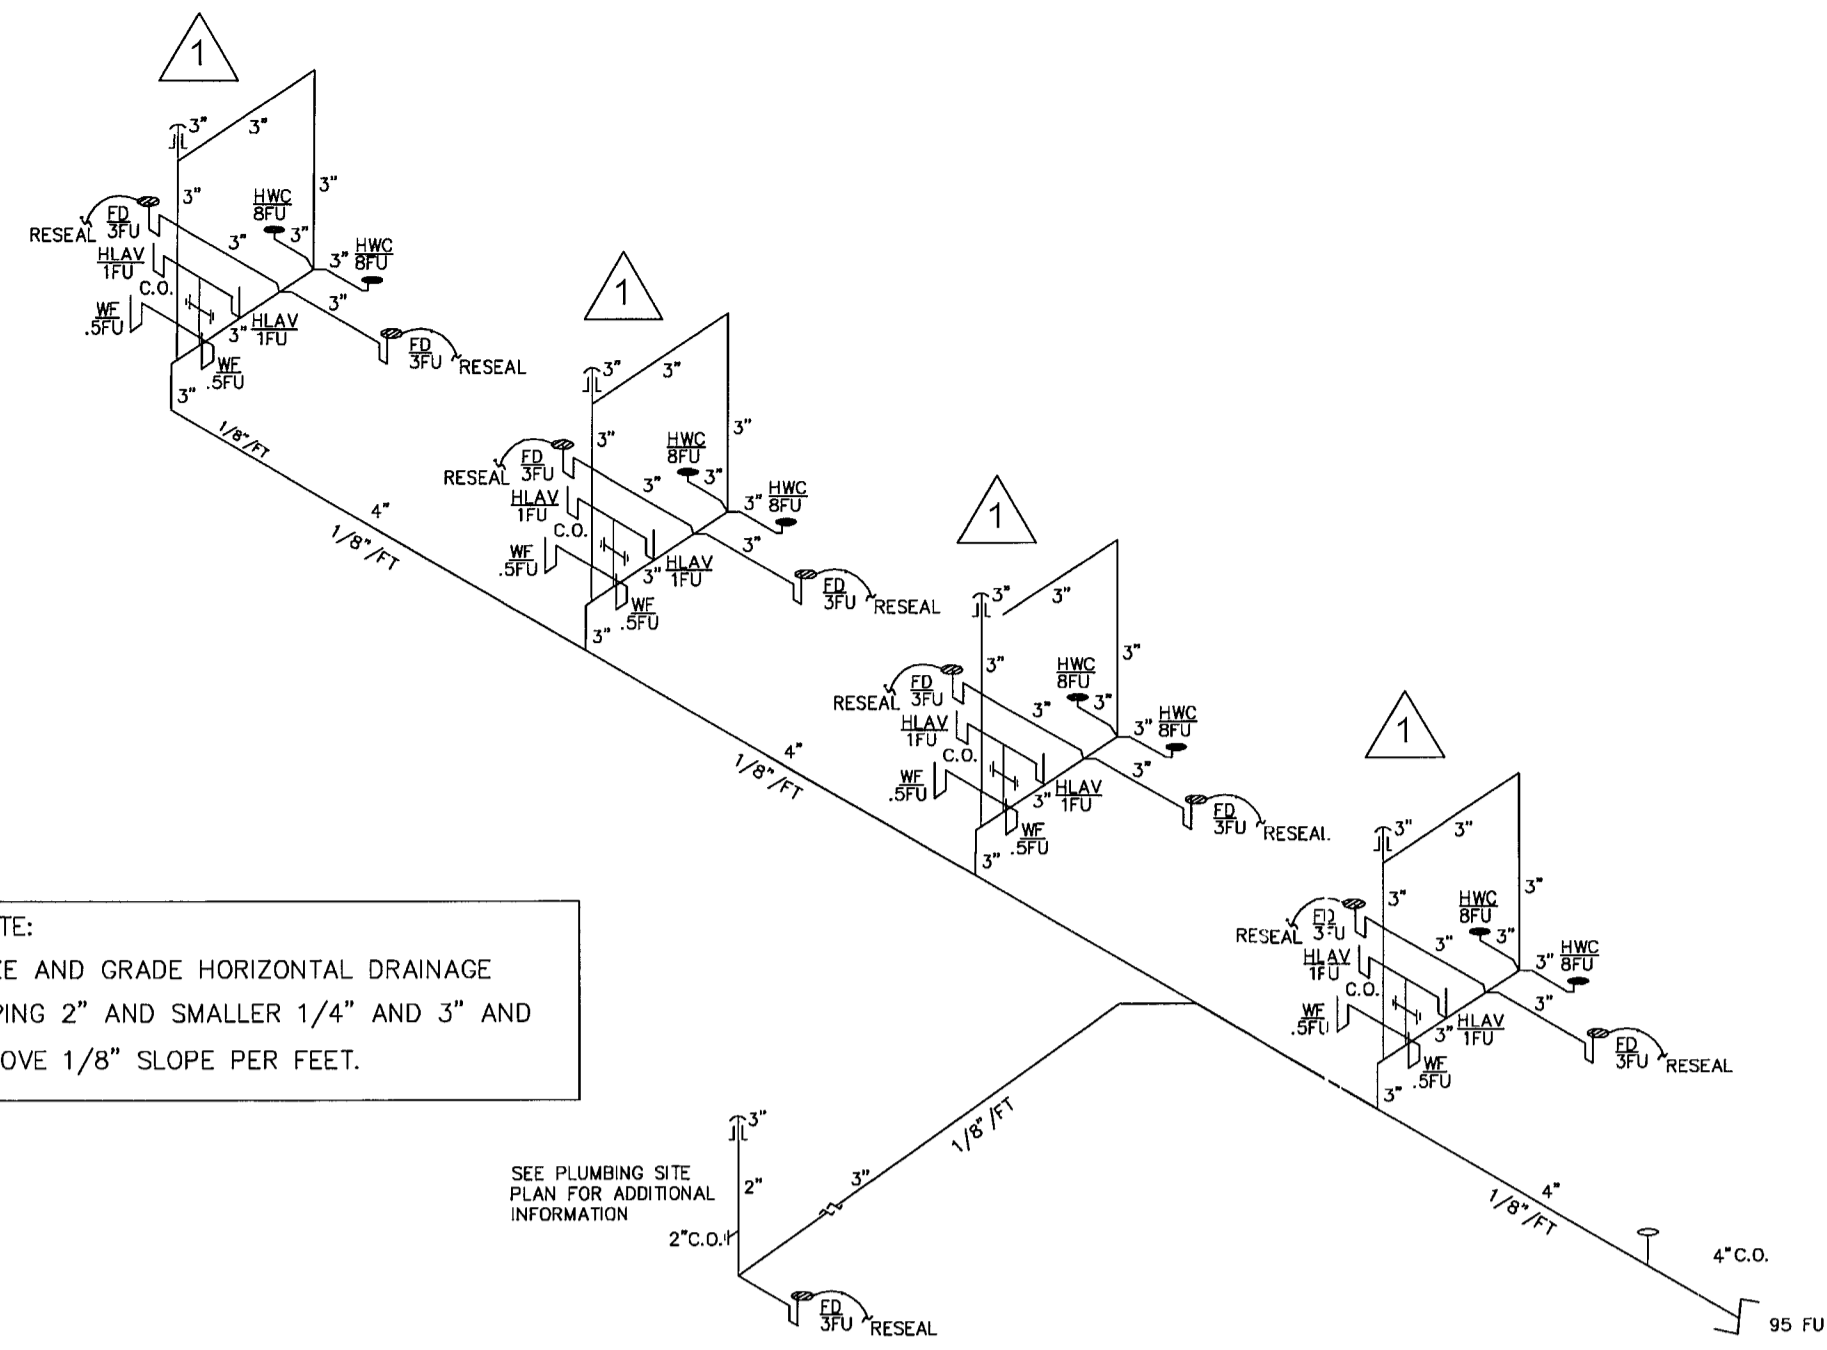 1
3"
3"
3"
3"
HWC
8FU
3"
FD
3FU
RESEAL
3"
3"
HWC
8FU
HLAV
1FU
C.O.
3"
WF
.5FU
3"
HLAV
1FU
FD
3FU
RESEAL
WF
.5FU
3"
1/8"/FT
4"
1/8"/FT
1
3"
3"
3"
3"
HWC
8FU
3"
FD
3FU
RESEAL
3"
3"
HWC
8FU
HLAV
1FU
C.O.
3"
WF
.5FU
3"
HLAV
1FU
FD
3FU
RESEAL
WF
.5FU
3"
4"
1/8"/FT
1
3"
3"
3"
3"
HWC
8FU
3"
FD
3FU
RESEAL
3"
3"
HWC
8FU
HLAV
1FU
C.O.
3"
WF
.5FU
3"
HLAV
1FU
FD
3FU
RESEAL
WF
.5FU
3"
1
3"
3"
3"
3"
HWC
8FU
3"
FD
3FU
RESEAL
3"
3"
HWC
8FU
HLAV
1FU
C.O.
3"
WF
.5FU
3"
HLAV
1FU
FD
3FU
RESEAL
WF
.5FU
3"
TE:
ZE AND GRADE HORIZONTAL DRAINAGE
PING 2" AND SMALLER 1/4" AND 3" AND
OVE 1/8" SLOPE PER FEET.
1/8"/FT
3"
3"
2"
SEE PLUMBING SITE
PLAN FOR ADDITIONAL
INFORMATION
2"C.O.
FD
3FU
RESEAL
4"
1/8"/FT
4"C.O.
95 FU